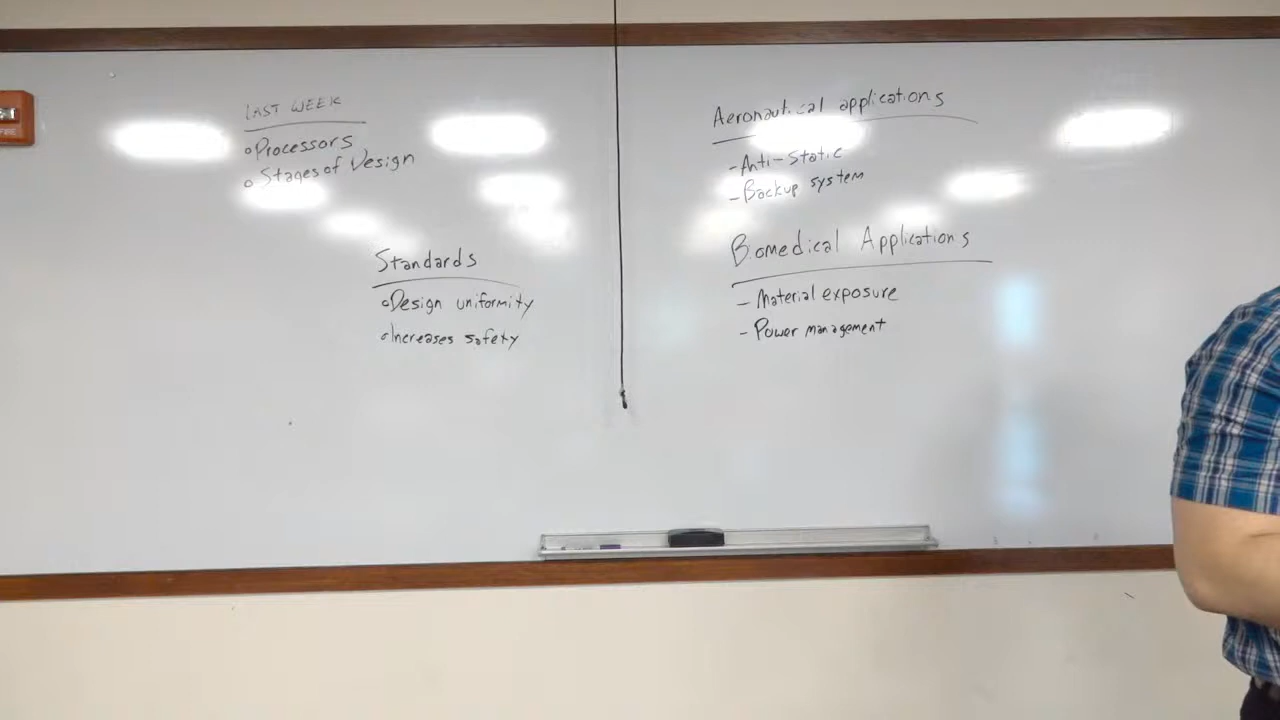 LAST WEEK
Processors
Stages of Design
Standards
Design uniformity
Increases safety
Aeronautical applications
- Anti-Static
- Backup system
Biomedical Applications
- Material exposure
- Power management
FIRE